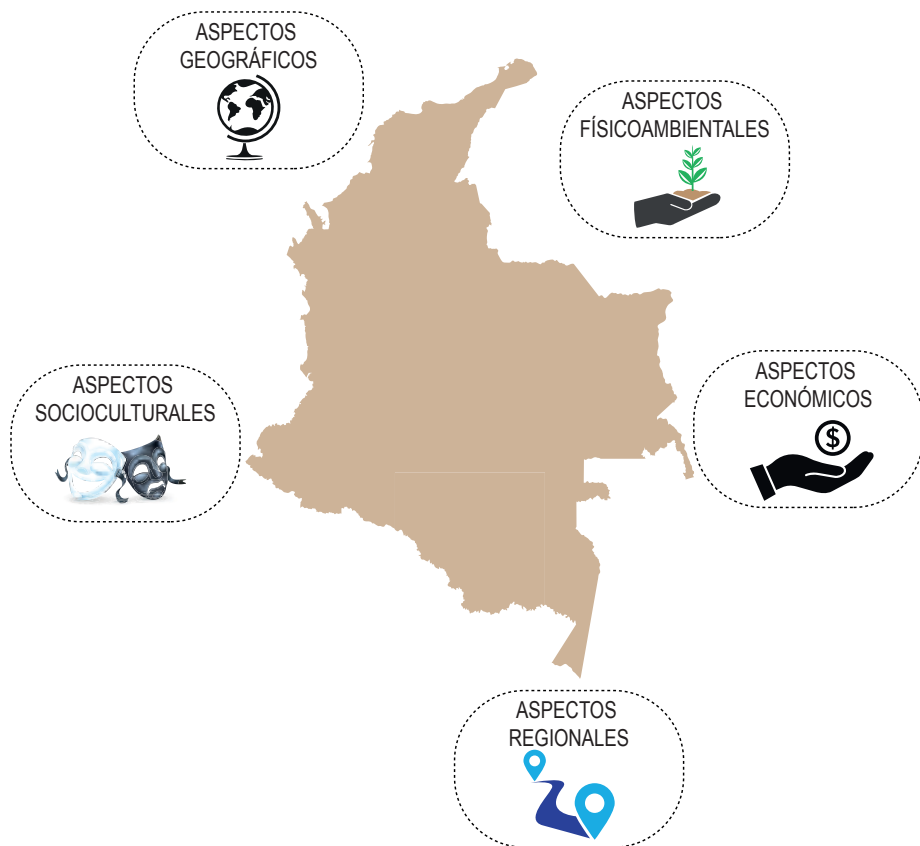 ASPECTOS
GEOGRÁFICOS
ASPECTOS
FÍSICOAMBIENTALES
ASPECTOS
SOCIOCULTURALES
ASPECTOS
ECONÓMICOS
$
ASPECTOS
REGIONALES